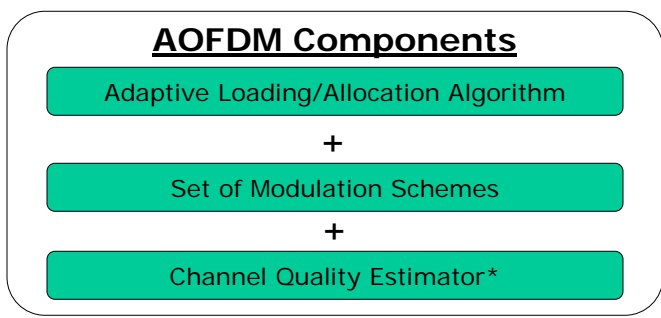 AOFDM Components
Adaptive Loading/Allocation Algorithm
+
Set of Modulation Schemes
+
Channel Quality Estimator*